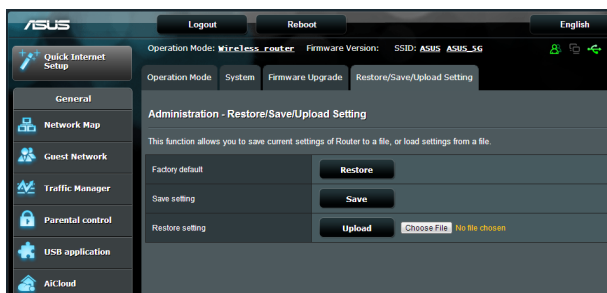 ASUS
Logout
Reboot
English
Quick Internet
Setup
Operation Mode: Wireless router Firmware Version: SSID: ASUS ASUS_5G
Operation Mode
System
Firmware Upgrade
Restore/Save/Upload Setting
General
Network Map
Guest Network
Traffic Manager
Parental control
USB application
AiCloud
Administration - Restore/Save/Upload Setting
This function allows you to save current settings of Router to a file, or load settings from a file.
Factory default
Restore
Save setting
Save
Restore setting
Upload
Choose File No file chosen